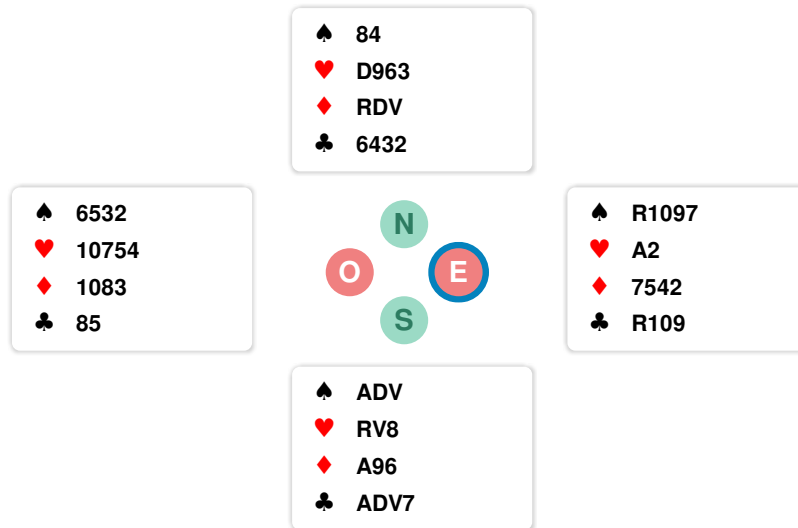 ♠ 84
♥ D963
♦ RDV
♣ 6432
♠ 6532
♥ 10754
♦ 1083
♣ 85
N
O E
S
♠ R1097
♥ A2
♦ 7542
♣ R109
♠ ADV
♥ RV8
♦ A96
♣ ADV7